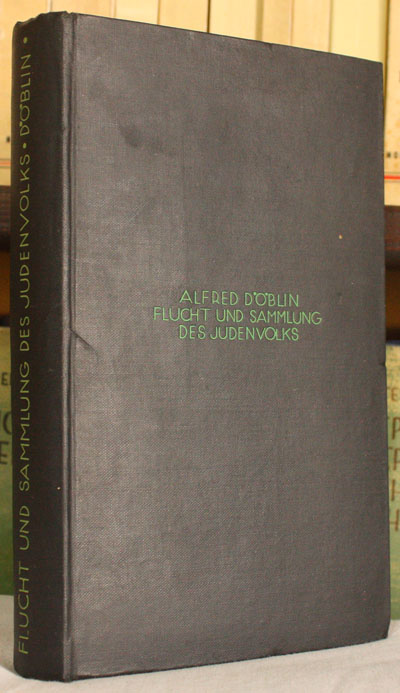 FLUCHT UND SAMMLUNG DES JUDENVOLKS • DÖBLIN •
ALFRED DÖBLIN
FLUCHT UND SAMMLUNG
DES JUDENVOLKS